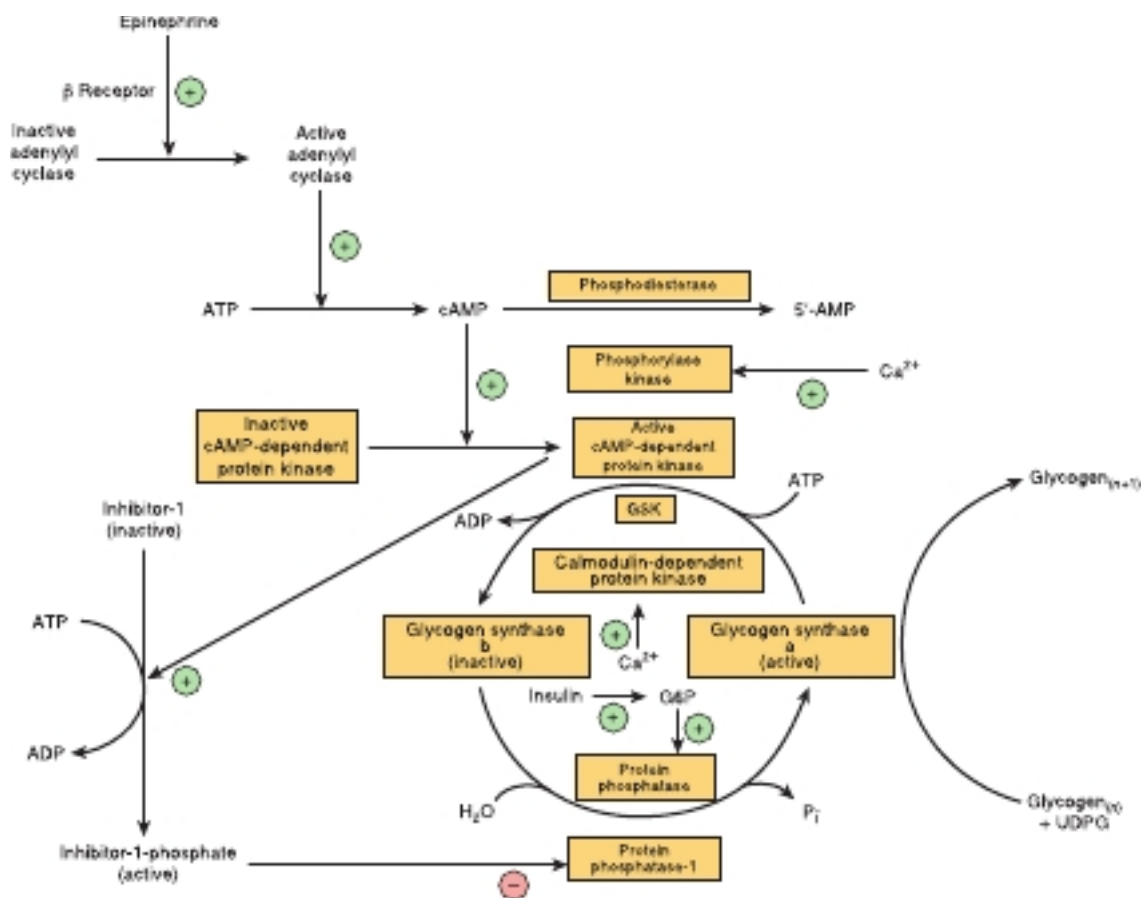 Epinephrine
β Receptor
+
Inactive
adenylyl
cyclase
Active
adenylyl
cyclase
+
ATP
cAMP
Phosphodiesterase
5'-AMP
+
Phosphorylase
kinase
+
Ca²⁺
Inactive
cAMP-dependent
protein kinase
Active
cAMP-dependent
protein kinase
Inhibitor-1
(inactive)
ADP
GSK
ATP
Glycogen(n+1)
Calmodulin-dependent
protein kinase
ATP
+
Glycogen synthase
b
(inactive)
+
Ca²⁺
Glycogen synthase
a
(active)
Insulin
+
G6P
+
ADP
H₂O
Protein
phosphatase
Pi
Glycogen(n)
+ UDPG
Inhibitor-1-phosphate
(active)
−
Protein
phosphatase-1